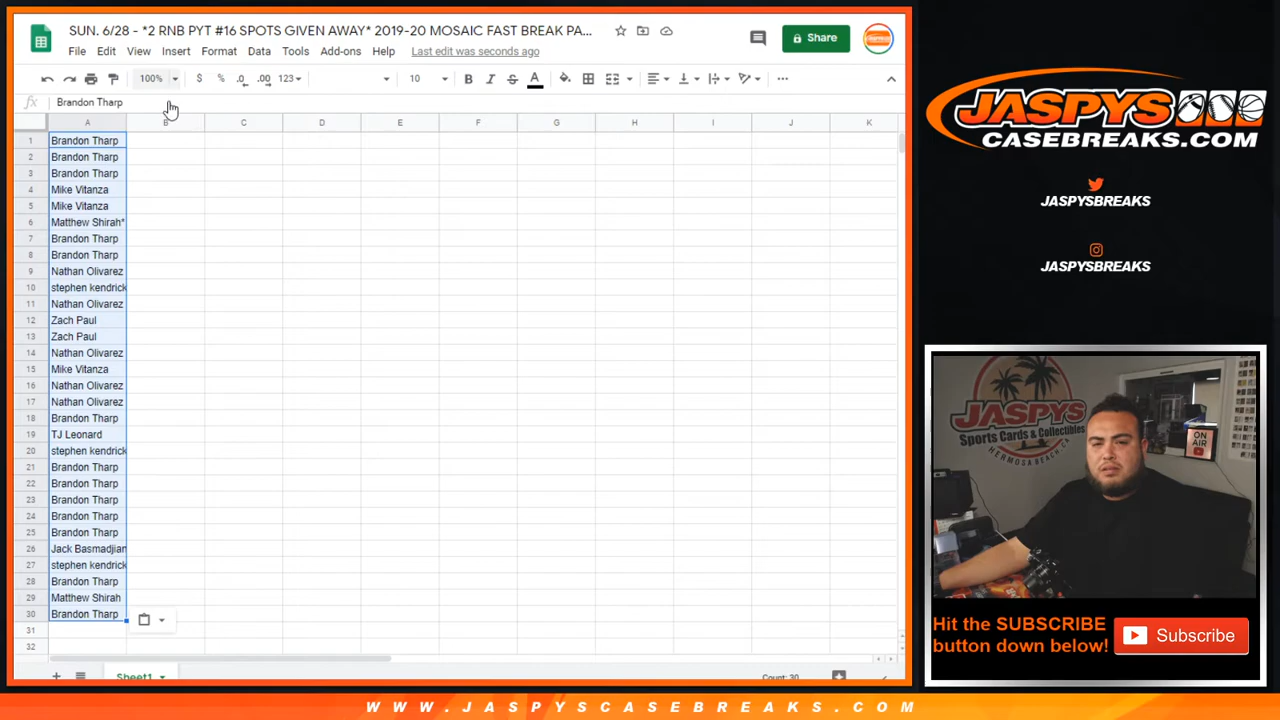 SUN. 6/28 - *2 RNB PYT #16 SPOTS GIVEN AWAY* 2019-20 MOSAIC FAST BREAK PA...
Share
File Edit View Insert Format Data Tools Add-ons Help Last edit was seconds ago
100% $ % .0 .00 123 10 B I S A ...
fx Brandon Tharp
A B C D E F G H I J K
1 Brandon Tharp
2 Brandon Tharp
3 Brandon Tharp
4 Mike Vitanza
5 Mike Vitanza
6 Matthew Shirah*
7 Brandon Tharp
8 Brandon Tharp
9 Nathan Olivarez
10 stephen kendrick
11 Nathan Olivarez
12 Zach Paul
13 Zach Paul
14 Nathan Olivarez
15 Mike Vitanza
16 Nathan Olivarez
17 Nathan Olivarez
18 Brandon Tharp
19 TJ Leonard
20 stephen kendrick
21 Brandon Tharp
22 Brandon Tharp
23 Brandon Tharp
24 Brandon Tharp
25 Brandon Tharp
26 Jack Basmadjian
27 stephen kendrick
28 Brandon Tharp
29 Matthew Shirah
30 Brandon Tharp
31
32
Sheet1
Count: 30
JASPYS
CASEBREAKS.COM
JASPYSBREAKS
JASPYSBREAKS
JASPYS
Sports Cards & Collectibles
HERMOSA BEACH, CA
ON
AIR
Hit the SUBSCRIBE
button down below!
Subscribe
WWW.JASPYSCASEBREAKS.COM